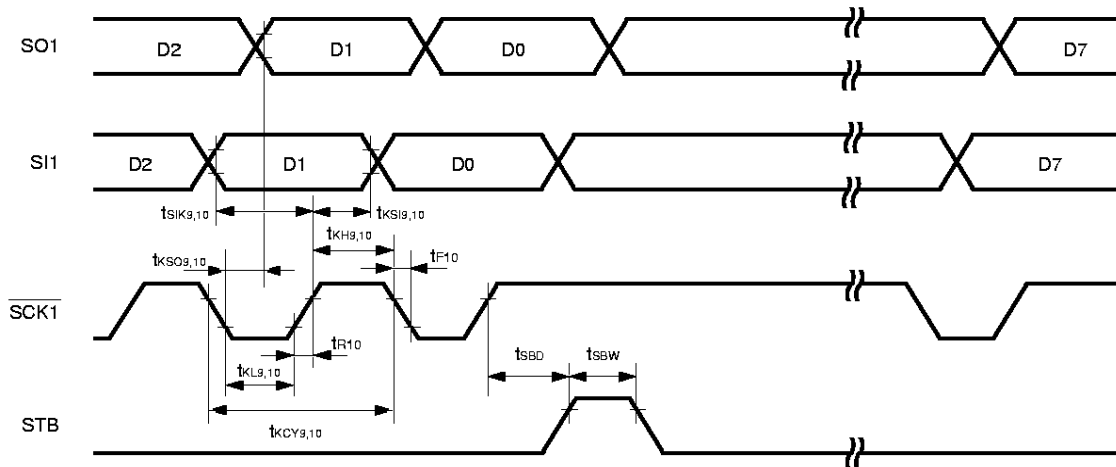 SO1 D2 D1 D0 D7
SI1 D2 D1 D0 D7
tSIK9,10 tKSI9,10
tKH9,10
tKSO9,10 tF10
SCK1
tR10
tSBD tSBW
tKL9,10
STB
tKCY9,10